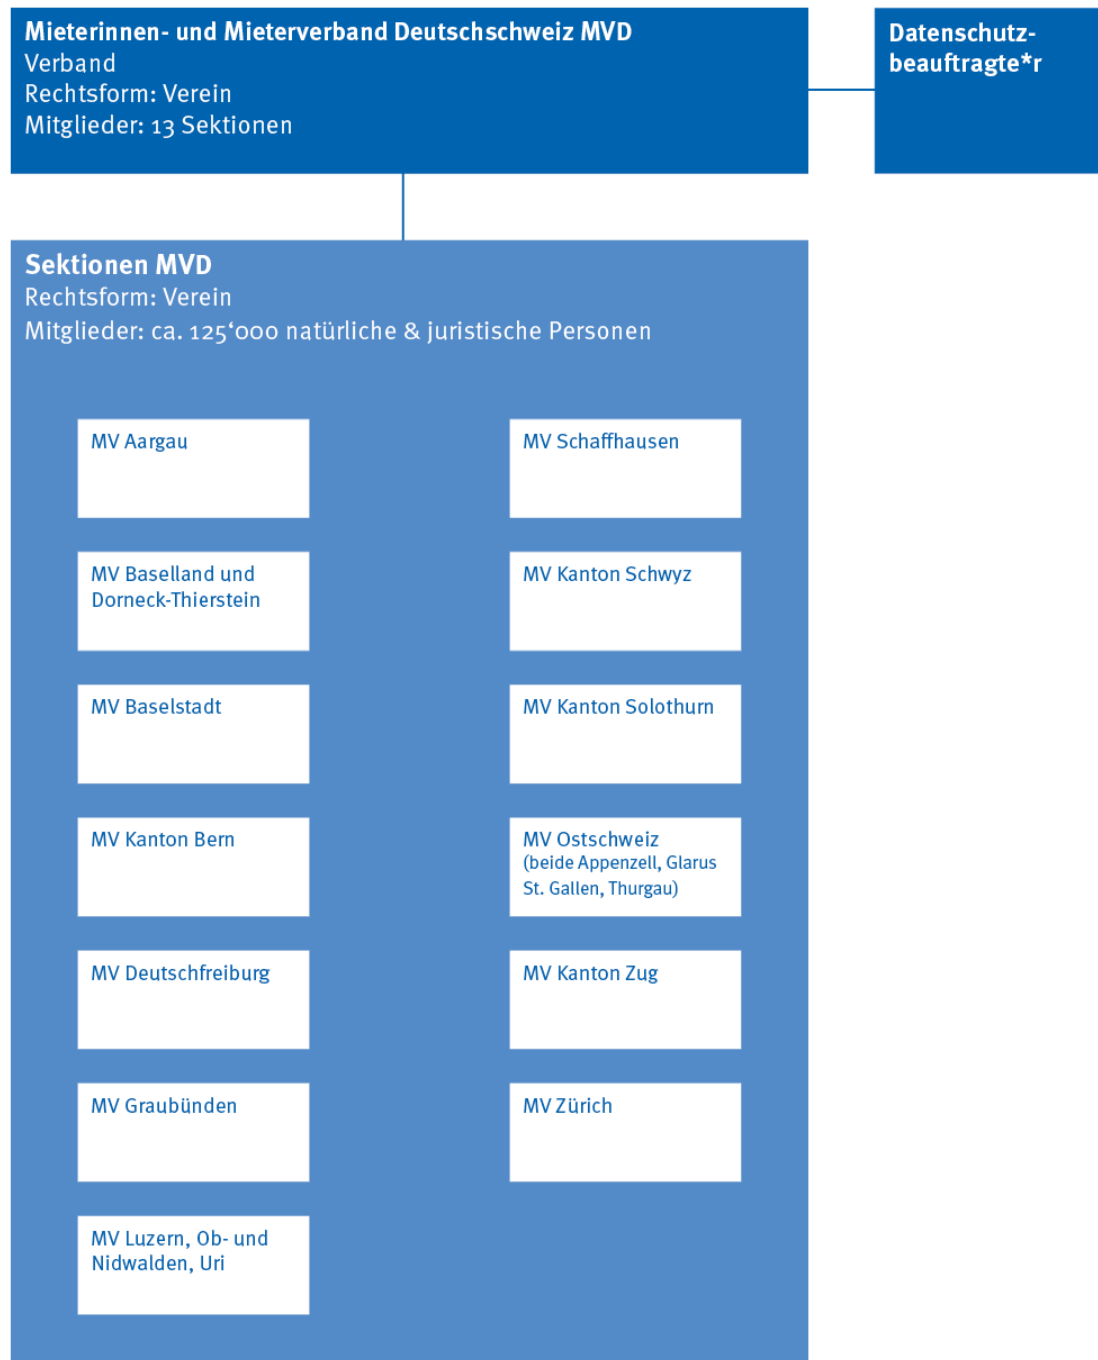 Mieterinnen- und Mieterverband Deutschschweiz MVD
Verband
Rechtsform: Verein
Mitglieder: 13 Sektionen
Datenschutz-
beauftragte*r
Sektionen MVD
Rechtsform: Verein
Mitglieder: ca. 125‘000 natürliche & juristische Personen
MV Aargau
MV Baselland und
Dorneck-Thierstein
MV Baselstadt
MV Kanton Bern
MV Deutschfreiburg
MV Graubünden
MV Luzern, Ob- und
Nidwalden, Uri
MV Schaffhausen
MV Kanton Schwyz
MV Kanton Solothurn
MV Ostschweiz
(beide Appenzell, Glarus
St. Gallen, Thurgau)
MV Kanton Zug
MV Zürich